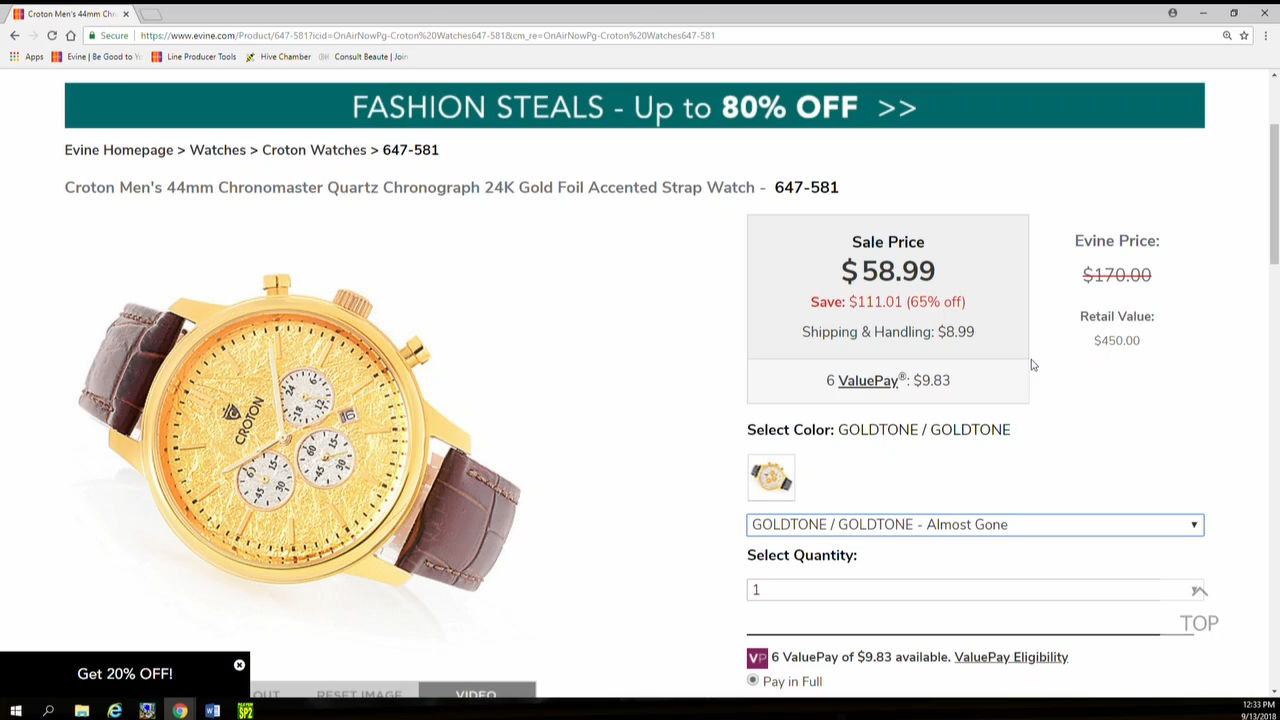 Croton Men's 44mm Chr
Secure
https://www.evine.com/Product/647-581?icid=OnAirNowPg-Croton%20Watches647-581&cm_re=OnAirNowPg-Croton%20Watches647-581
Apps
Evine | Be Good to Yo
Line Producer Tools
Hive Chamber
Consult Beaute | Join
FASHION STEALS - Up to 80% OFF >>
Evine Homepage > Watches > Croton Watches > 647-581
Croton Men's 44mm Chronomaster Quartz Chronograph 24K Gold Foil Accented Strap Watch - 647-581
Sale Price
$58.99
Save: $111.01 (65% off)
Shipping & Handling: $8.99
6 ValuePay®: $9.83
Evine Price:
$170.00
Retail Value:
$450.00
CROTON
16
Select Color: GOLDTONE / GOLDTONE
GOLDTONE / GOLDTONE - Almost Gone
Select Quantity:
1
TOP
VP 6 ValuePay of $9.83 available. ValuePay Eligibility
Pay in Full
Get 20% OFF!
OUT
RESET IMAGE
VIDEO
SP2
12:33 PM
9/13/2018